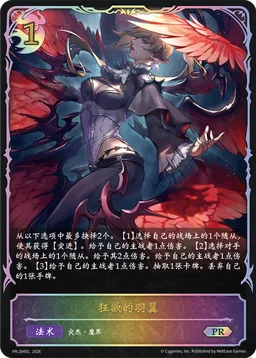 1
从以下选项中最多抉择2个。【1】选择自己的战场上的1个随从。
使其获得【突进】。给予自己的主战者1点伤害。【2】选择对手
的战场上的1个随从。给予其2点伤害。给予自己的主战者1点伤
害。【3】给予自己的主战者1点伤害。抽取1张卡牌。丢弃自己
的1张手牌。
狂欲的羽翼
法术
灾杰·魔界
PR
© Cygames, Inc. Published by NetEase Games